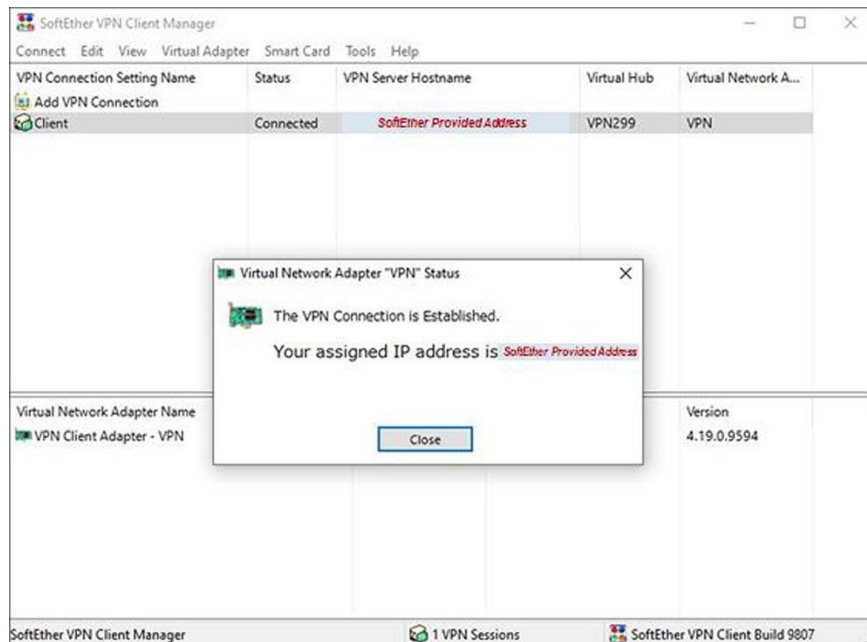 SoftEther VPN Client Manager
Connect Edit View Virtual Adapter Smart Card Tools Help
VPN Connection Setting Name Status VPN Server Hostname Virtual Hub Virtual Network A...
Add VPN Connection
Client Connected SoftEther Provided Address VPN299 VPN
Virtual Network Adapter "VPN" Status
The VPN Connection is Established.
Your assigned IP address is SoftEther Provided Address
Close
Virtual Network Adapter Name Version
VPN Client Adapter - VPN 4.19.0.9594
SoftEther VPN Client Manager 1 VPN Sessions SoftEther VPN Client Build 9807